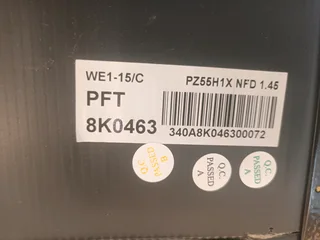 WE1-15/C PZ55H1X NFD 1.45
PFT
8K0463 340A8K046300072
Q.C.
PASSED
A
Q.C.
PASSED
A